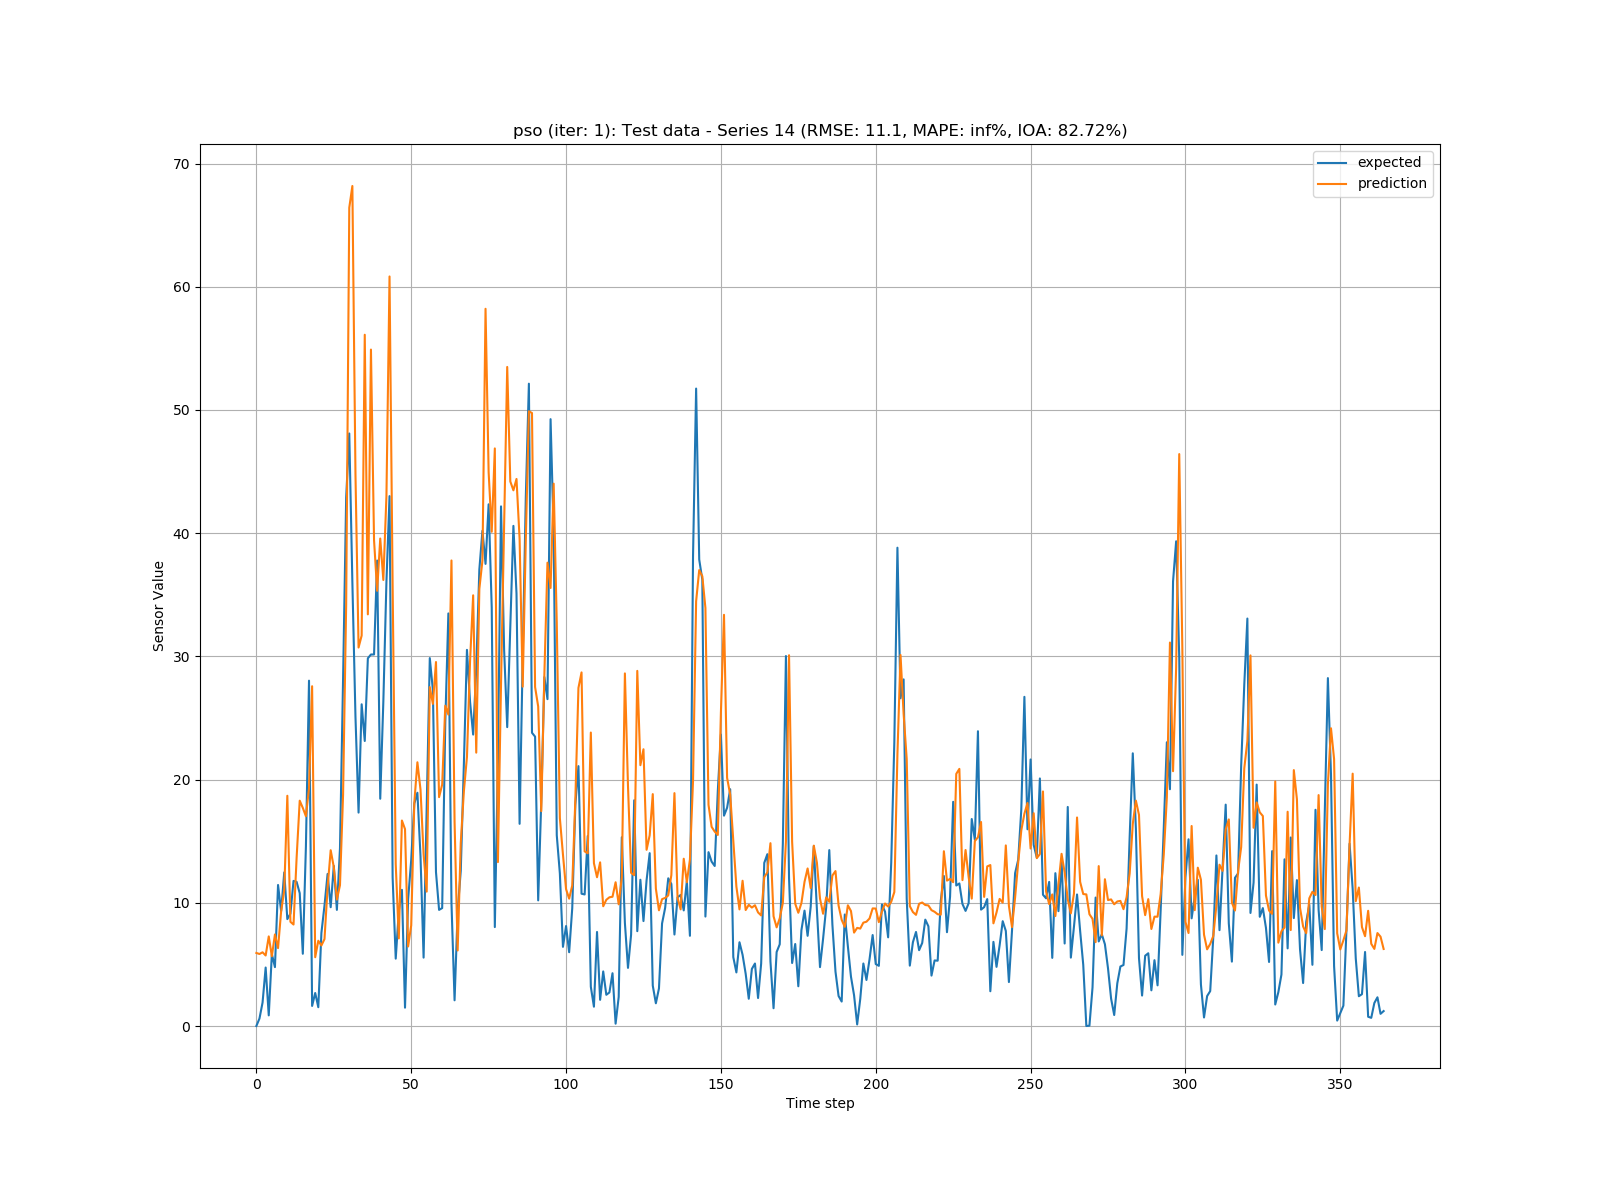 pso (iter: 1): Test data - Series 14 (RMSE: 11.1, MAPE: inf%, IOA: 82.72%)
expected
prediction
70
60
50
40
30
20
10
0
Sensor Value
0 50 100 150 200 250 300 350
Time step